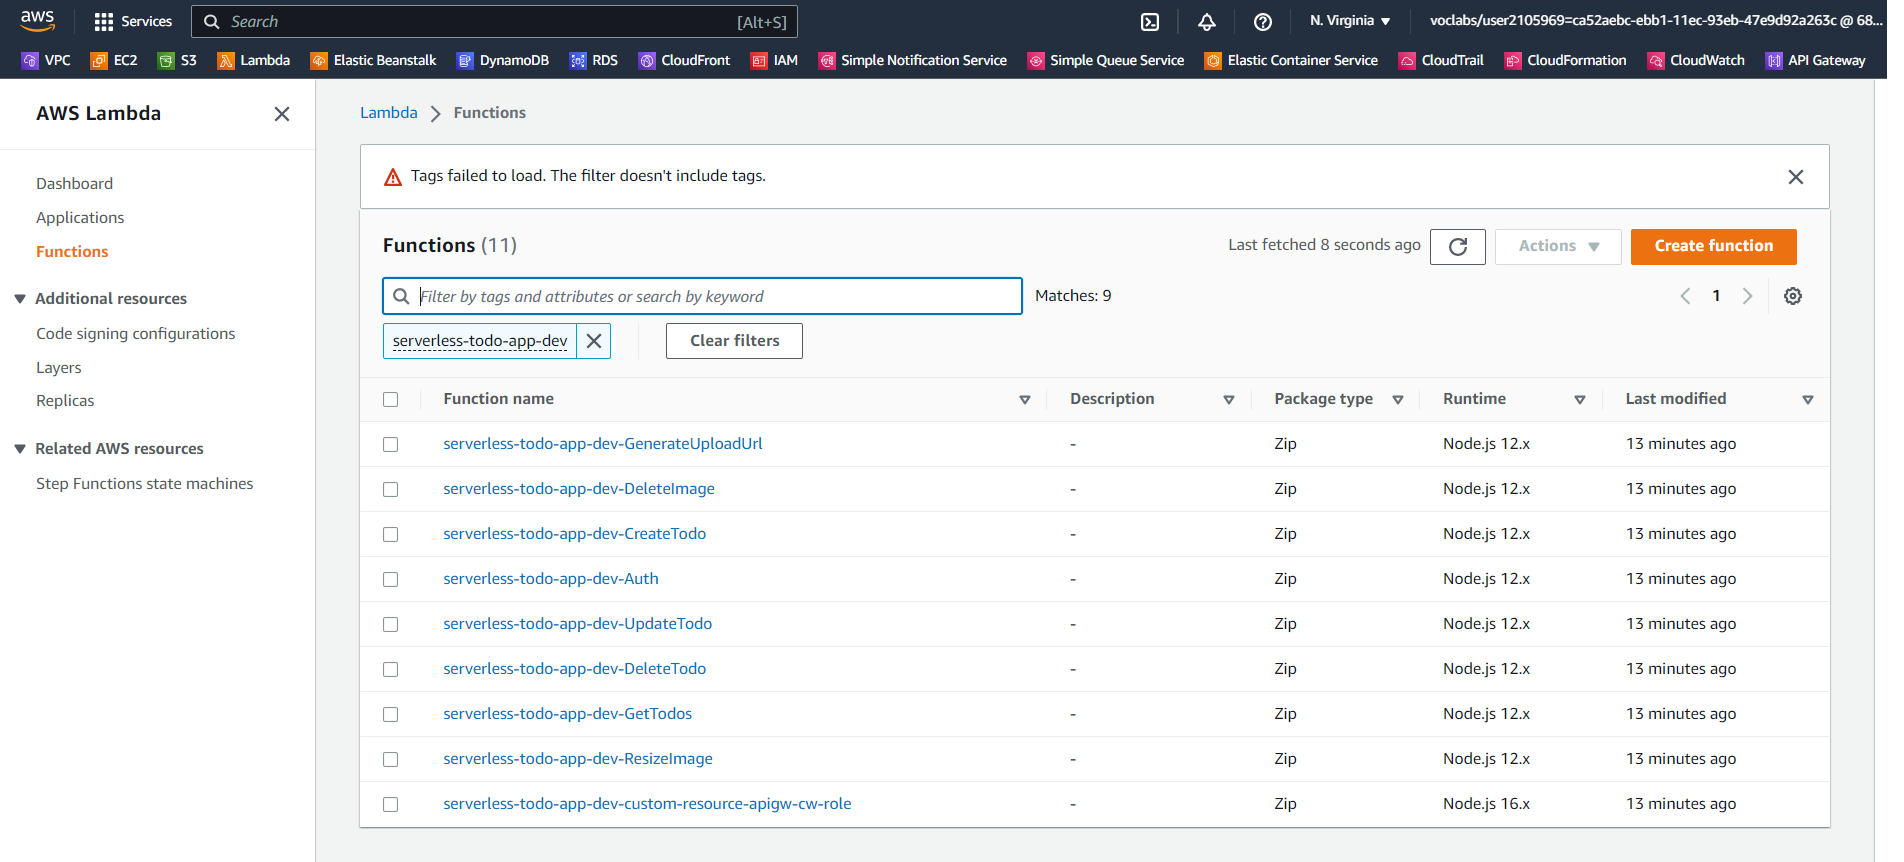 aws Services Search [Alt+S] N. Virginia voclabs/user2105969=ca52aebc-ebb1-11ec-93eb-47e9d92a263c @ 68...
VPC EC2 S3 Lambda Elastic Beanstalk DynamoDB RDS CloudFront IAM Simple Notification Service Simple Queue Service Elastic Container Service CloudTrail CloudFormation CloudWatch API Gateway
AWS Lambda
Dashboard
Applications
Functions
Additional resources
Code signing configurations
Layers
Replicas
Related AWS resources
Step Functions state machines
Lambda Functions
Tags failed to load. The filter doesn't include tags.
Functions (11) Last fetched 8 seconds ago Actions Create function
Filter by tags and attributes or search by keyword Matches: 9 1
serverless-todo-app-dev Clear filters
Function name Description Package type Runtime Last modified
serverless-todo-app-dev-GenerateUploadUrl - Zip Node.js 12.x 13 minutes ago
serverless-todo-app-dev-DeleteImage - Zip Node.js 12.x 13 minutes ago
serverless-todo-app-dev-CreateTodo - Zip Node.js 12.x 13 minutes ago
serverless-todo-app-dev-Auth - Zip Node.js 12.x 13 minutes ago
serverless-todo-app-dev-UpdateTodo - Zip Node.js 12.x 13 minutes ago
serverless-todo-app-dev-DeleteTodo - Zip Node.js 12.x 13 minutes ago
serverless-todo-app-dev-GetTodos - Zip Node.js 12.x 13 minutes ago
serverless-todo-app-dev-ResizeImage - Zip Node.js 12.x 13 minutes ago
serverless-todo-app-dev-custom-resource-apigw-cw-role - Zip Node.js 16.x 13 minutes ago